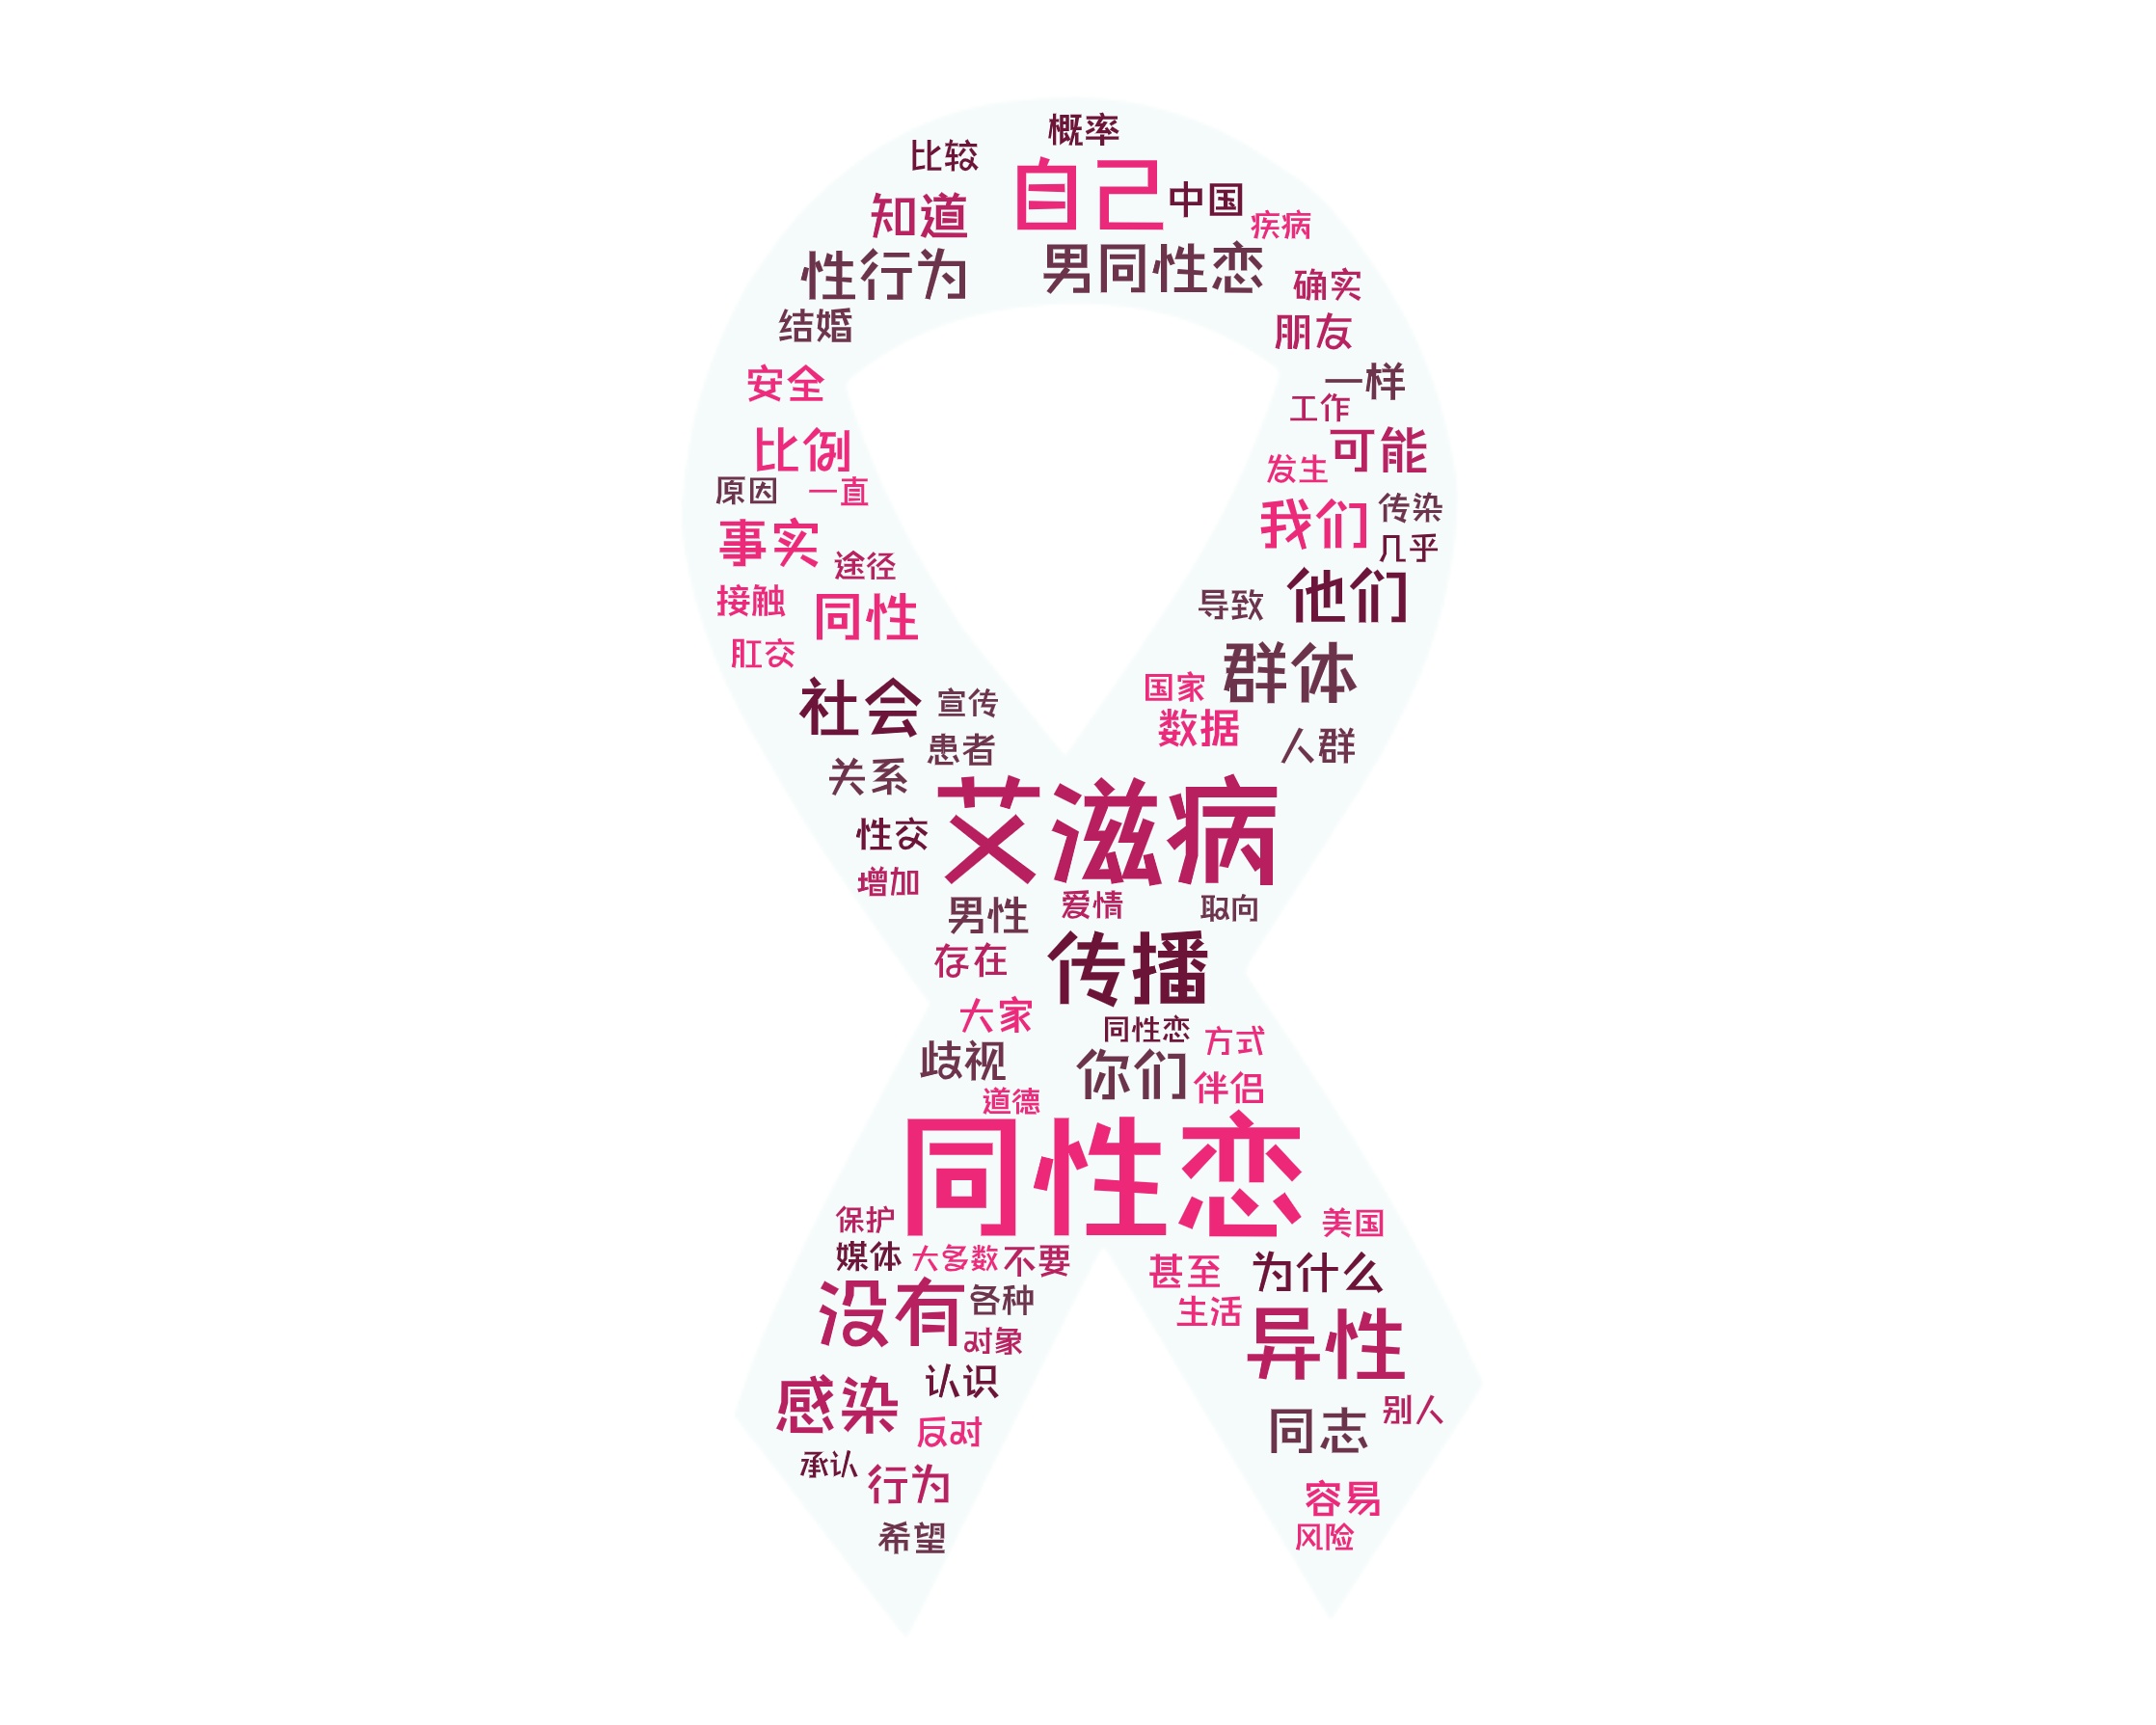 概率
比较
自己
中国
知道
疾病
性行为
男同性恋
确实
结婚
朋友
安全
一样
工作
比例
可能
发生
原因
一直
我们
传染
事实
几乎
途径
接触
同性
导致
他们
肛交
群体
社会
宣传
国家
数据
患者
人群
关系
艾滋病
性交
增加
男性
爱情
取向
存在
传播
大家
同性恋
方式
歧视
你们
伴侣
道德
同性恋
保护
美国
媒体
大多数
不要
甚至
为什么
没有
各种
生活
对象
异性
认识
感染
别人
反对
同志
承认
行为
容易
希望
风险